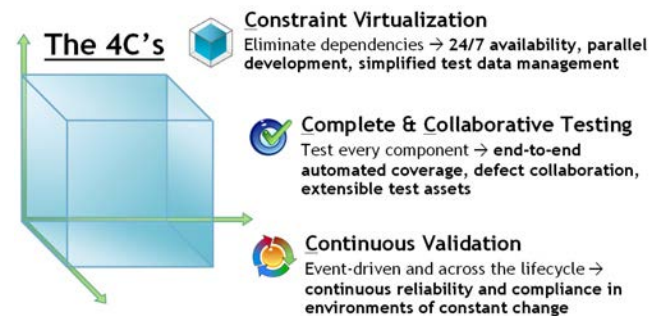 The 4C's
Constraint Virtualization
Eliminate dependencies → 24/7 availability, parallel
development, simplified test data management
Complete & Collaborative Testing
Test every component → end-to-end
automated coverage, defect collaboration,
extensible test assets
Continuous Validation
Event-driven and across the lifecycle →
continuous reliability and compliance in
environments of constant change